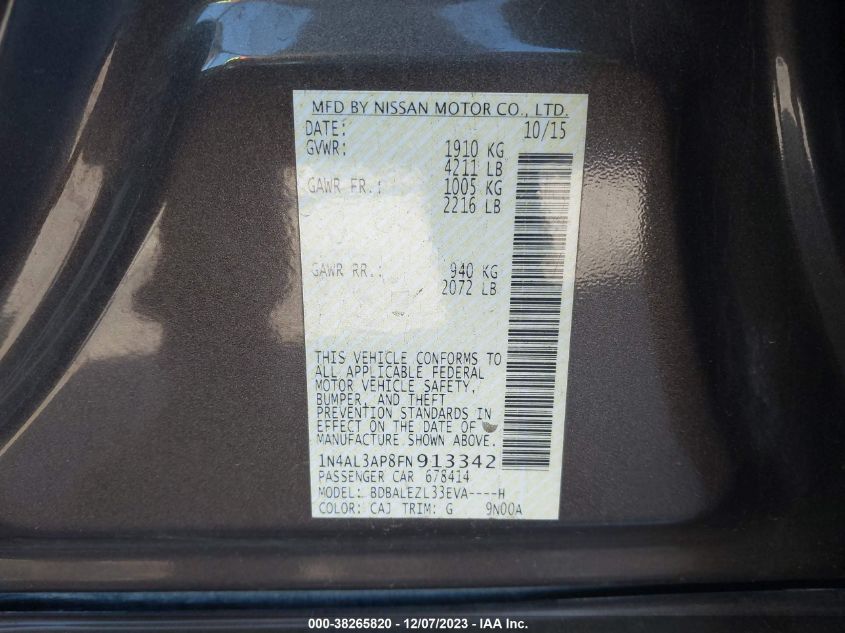 MFD BY NISSAN MOTOR CO., LTD.
DATE: 10/15
GVWR: 1910 KG
4211 LB
GAWR FR.: 1005 KG
2216 LB
GAWR RR.: 940 KG
2072 LB
THIS VEHICLE CONFORMS TO
ALL APPLICABLE FEDERAL
MOTOR VEHICLE SAFETY,
BUMPER, AND THEFT
PREVENTION STANDARDS IN
EFFECT ON THE DATE OF
MANUFACTURE SHOWN ABOVE.
1N4AL3AP8FN913342
PASSENGER CAR 678414
MODEL: BDBALEZL33EVA----H
COLOR: CAJ TRIM: G 9N00A
000-38265820 - 12/07/2023 - IAA Inc.